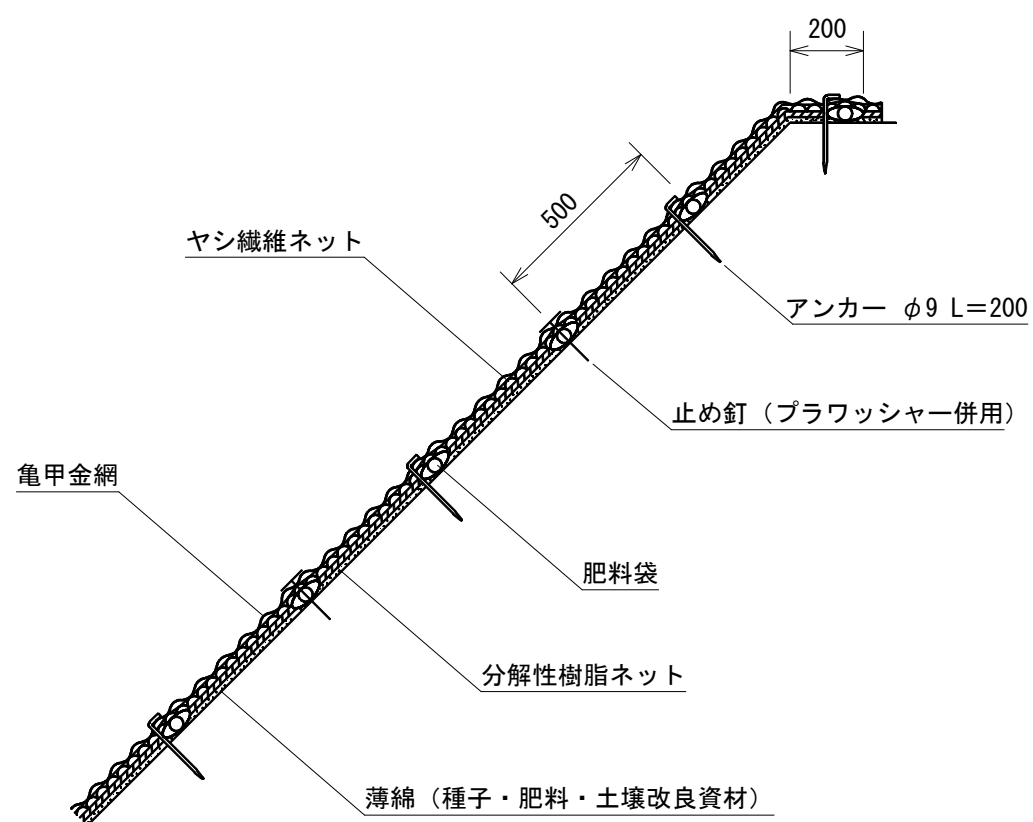 200
500
ヤシ繊維ネット
アンカー φ9 L=200
止め釘（プラワッシャー併用）
亀甲金網
肥料袋
分解性樹脂ネット
薄綿（種子・肥料・土壌改良資材）